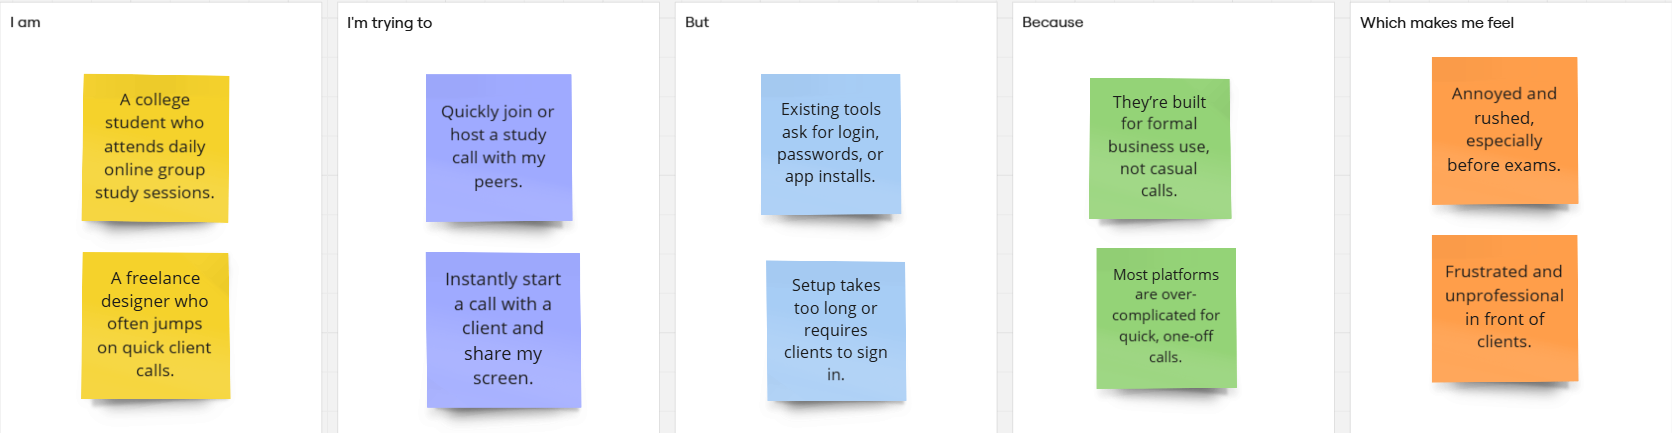 I am
I'm trying to
But
Because
Which makes me feel
A college
student who
attends daily
online group
study sessions.
Quickly join or
host a study
call with my
peers.
Existing tools
ask for login,
passwords, or
app installs.
They’re built
for formal
business use,
not casual
calls.
Annoyed and
rushed,
especially
before exams.
A freelance
designer who
often jumps
on quick client
calls.
Instantly start
a call with a
client and
share my
screen.
Setup takes
too long or
requires
clients to sign
in.
Most platforms
are over-
complicated for
quick, one-off
calls.
Frustrated and
unprofessional
in front of
clients.